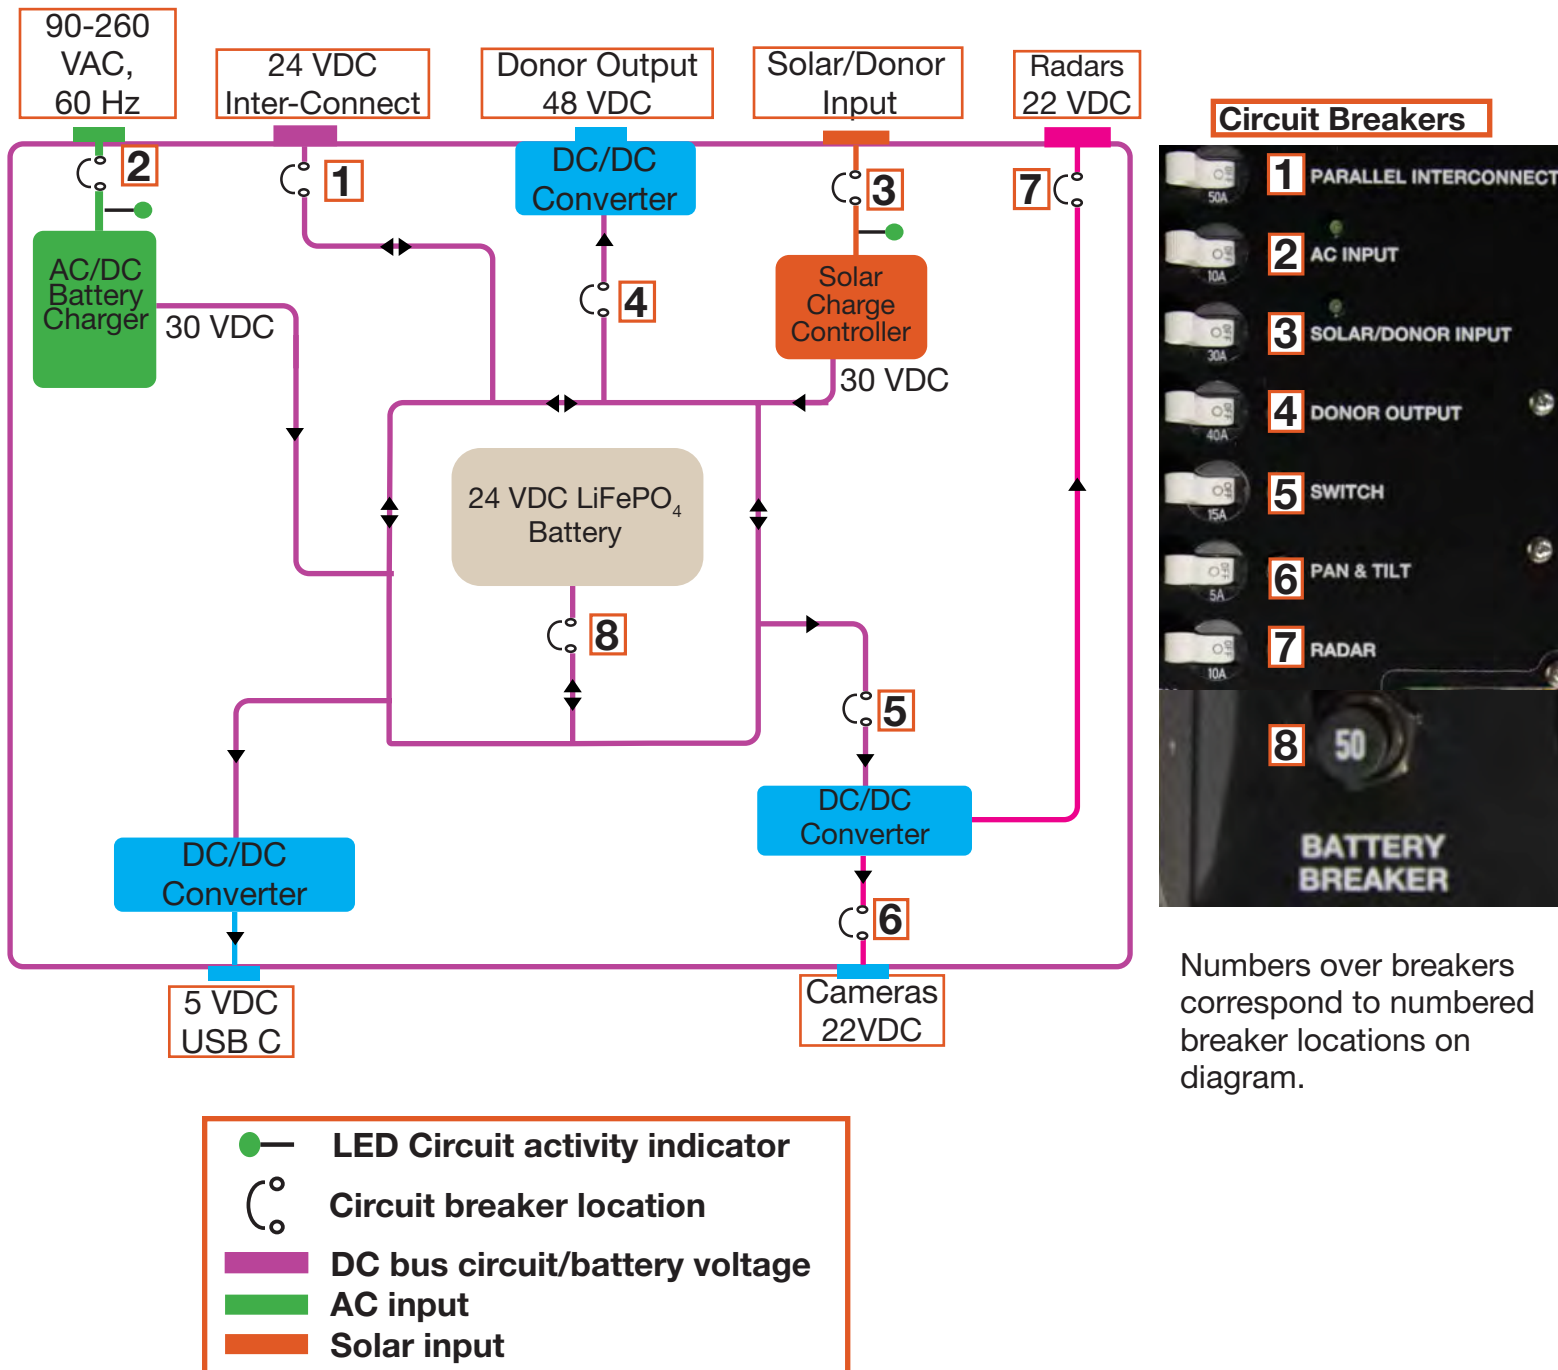 90-260
VAC,
60 Hz
24 VDC
Inter-Connect
Donor Output
48 VDC
Solar/Donor
Input
Radars
22 VDC
2
1
DC/DC
Converter
3
7
AC/DC
Battery
Charger
30 VDC
4
Solar
Charge
Controller
30 VDC
24 VDC LiFePO4
Battery
8
5
DC/DC
Converter
DC/DC
Converter
6
5 VDC
USB C
Cameras
22VDC
Circuit Breakers
50A
1 PARALLEL INTERCONNECT
10A
2 AC INPUT
30A
3 SOLAR/DONOR INPUT
40A
4 DONOR OUTPUT
15A
5 SWITCH
5A
6 PAN & TILT
10A
7 RADAR
8 50
BATTERY
BREAKER
Numbers over breakers
correspond to numbered
breaker locations on
diagram.
LED Circuit activity indicator
Circuit breaker location
DC bus circuit/battery voltage
AC input
Solar input